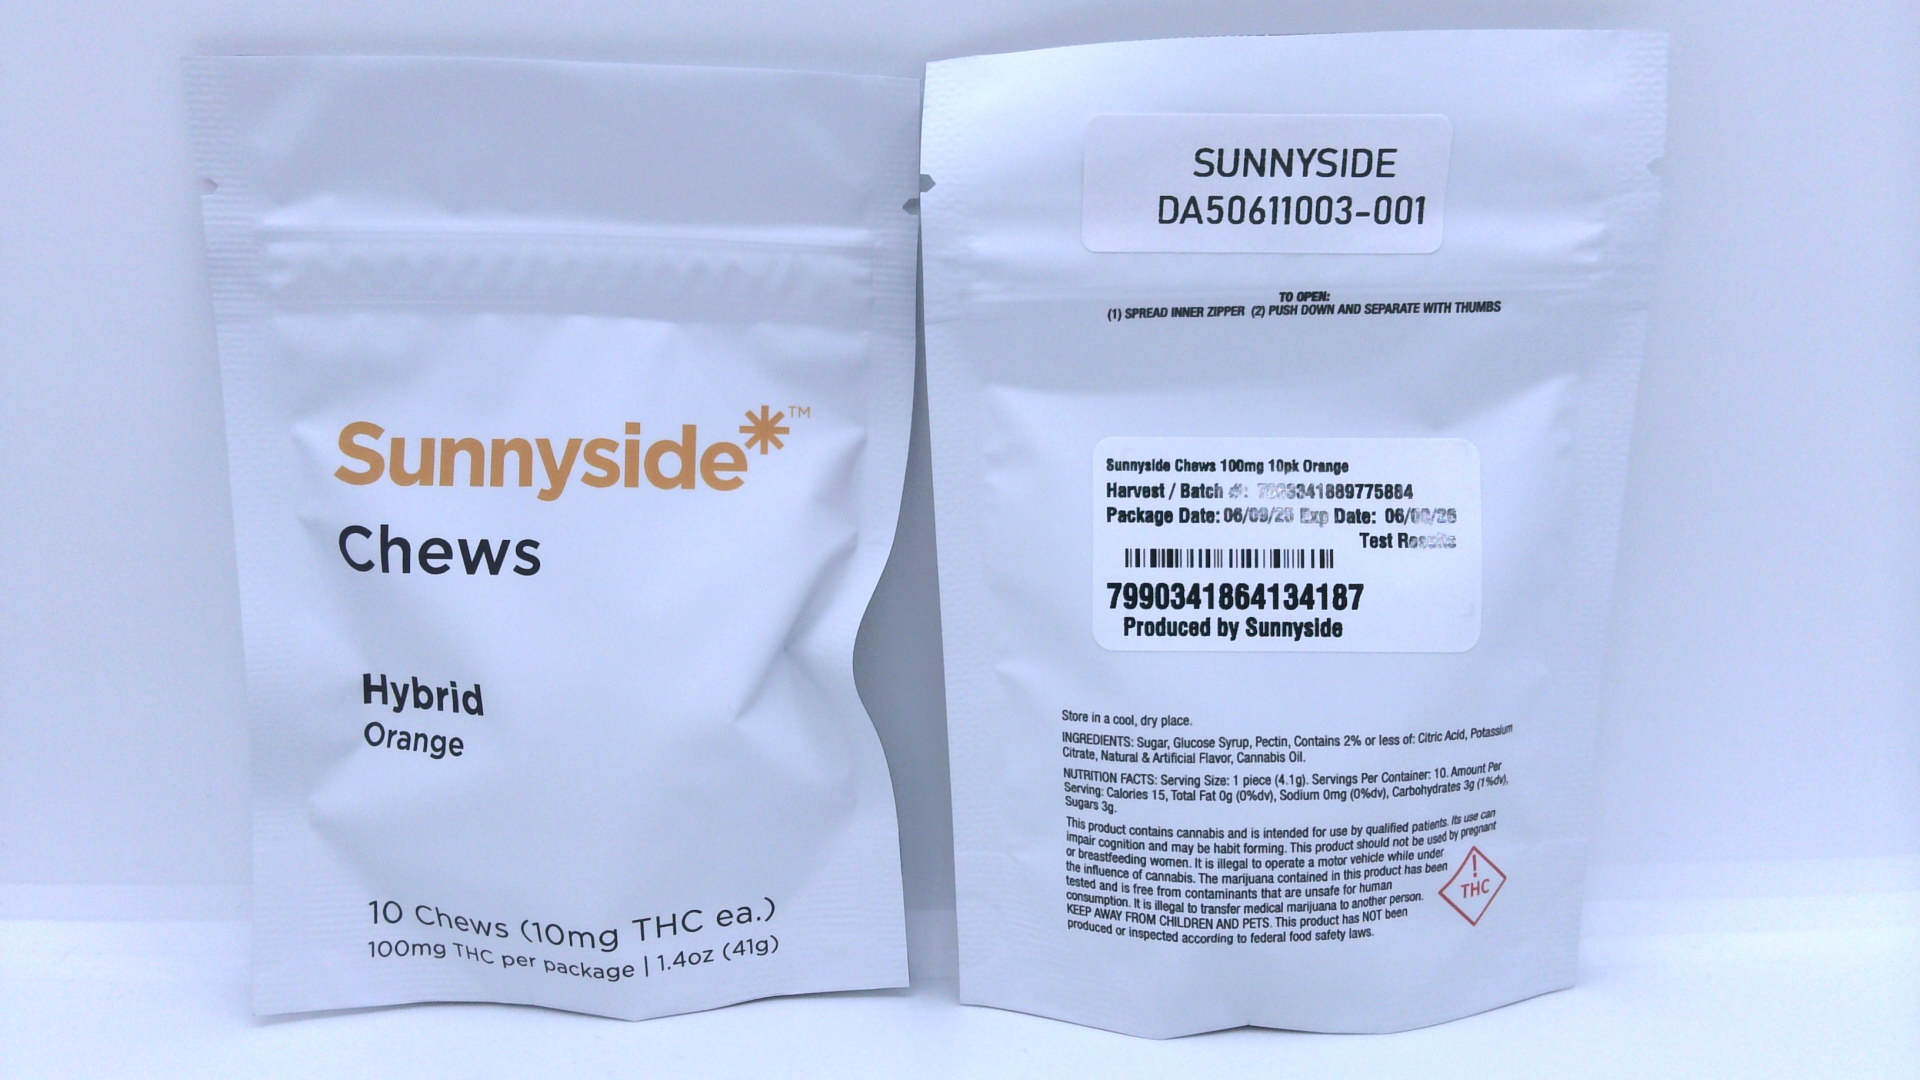 Sunnyside*™
Chews
Hybrid
Orange
10 Chews (10mg THC ea.)
100mg THC per package | 1.4oz (41g)
SUNNYSIDE
DA50611003-001
TO OPEN:
(1) SPREAD INNER ZIPPER (2) PUSH DOWN AND SEPARATE WITH THUMBS
Sunnyside Chews 100mg 10pk Orange
Harvest / Batch #:
Package Date: Exp Date:
Test Results
7990341864134187
Produced by Sunnyside
Store in a cool, dry place.
INGREDIENTS: Sugar, Glucose Syrup, Pectin, Contains 2% or less of: Citric Acid, Potassium
Citrate, Natural & Artificial Flavor, Cannabis Oil.
NUTRITION FACTS: Serving Size: 1 piece (4.1g). Servings Per Container: 10. Amount Per
Serving: Calories 15, Total Fat 0g (0%dv), Sodium 0mg (0%dv), Carbohydrates 3g (1%dv),
Sugars 3g.
This product contains cannabis and is intended for use by qualified patients. Its use can
impair cognition and may be habit forming. This product should not be used by pregnant
or breastfeeding women. It is illegal to operate a motor vehicle while under
the influence of cannabis. The marijuana contained in this product has been
tested and is free from contaminants that are unsafe for human
consumption. It is illegal to transfer medical marijuana to another person.
KEEP AWAY FROM CHILDREN AND PETS. This product has NOT been
produced or inspected according to federal food safety laws.
!
THC